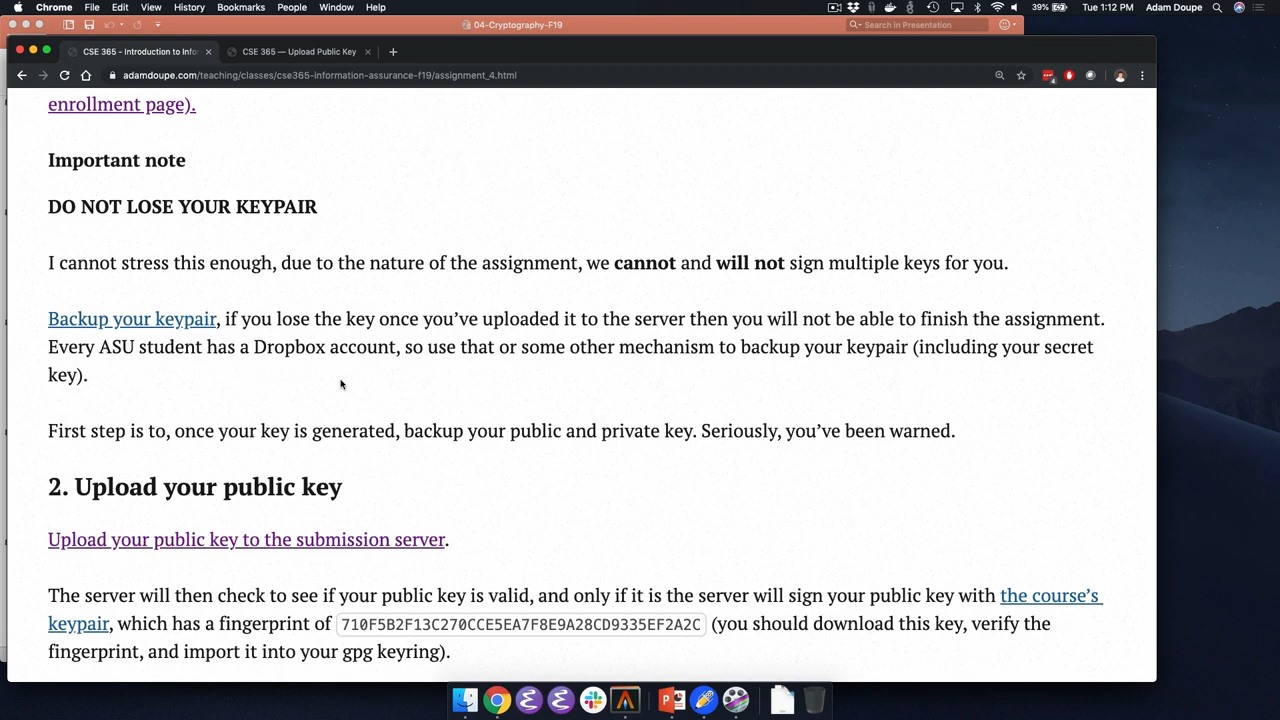 Chrome File Edit View History Bookmarks People Window Help 39% Tue 1:12 PM Adam Doupe
04-Cryptography-F19 Search in Presentation
CSE 365 - Introduction to Infor CSE 365 — Upload Public Key
adamdoupe.com/teaching/classes/cse365-information-assurance-f19/assignment_4.html
enrollment page).
Important note
DO NOT LOSE YOUR KEYPAIR
I cannot stress this enough, due to the nature of the assignment, we cannot and will not sign multiple keys for you.
Backup your keypair, if you lose the key once you’ve uploaded it to the server then you will not be able to finish the assignment.
Every ASU student has a Dropbox account, so use that or some other mechanism to backup your keypair (including your secret
key).
First step is to, once your key is generated, backup your public and private key. Seriously, you’ve been warned.
2. Upload your public key
Upload your public key to the submission server.
The server will then check to see if your public key is valid, and only if it is the server will sign your public key with the course’s
keypair, which has a fingerprint of 710F5B2F13C270CCE5EA7F8E9A28CD9335EF2A2C (you should download this key, verify the
fingerprint, and import it into your gpg keyring).